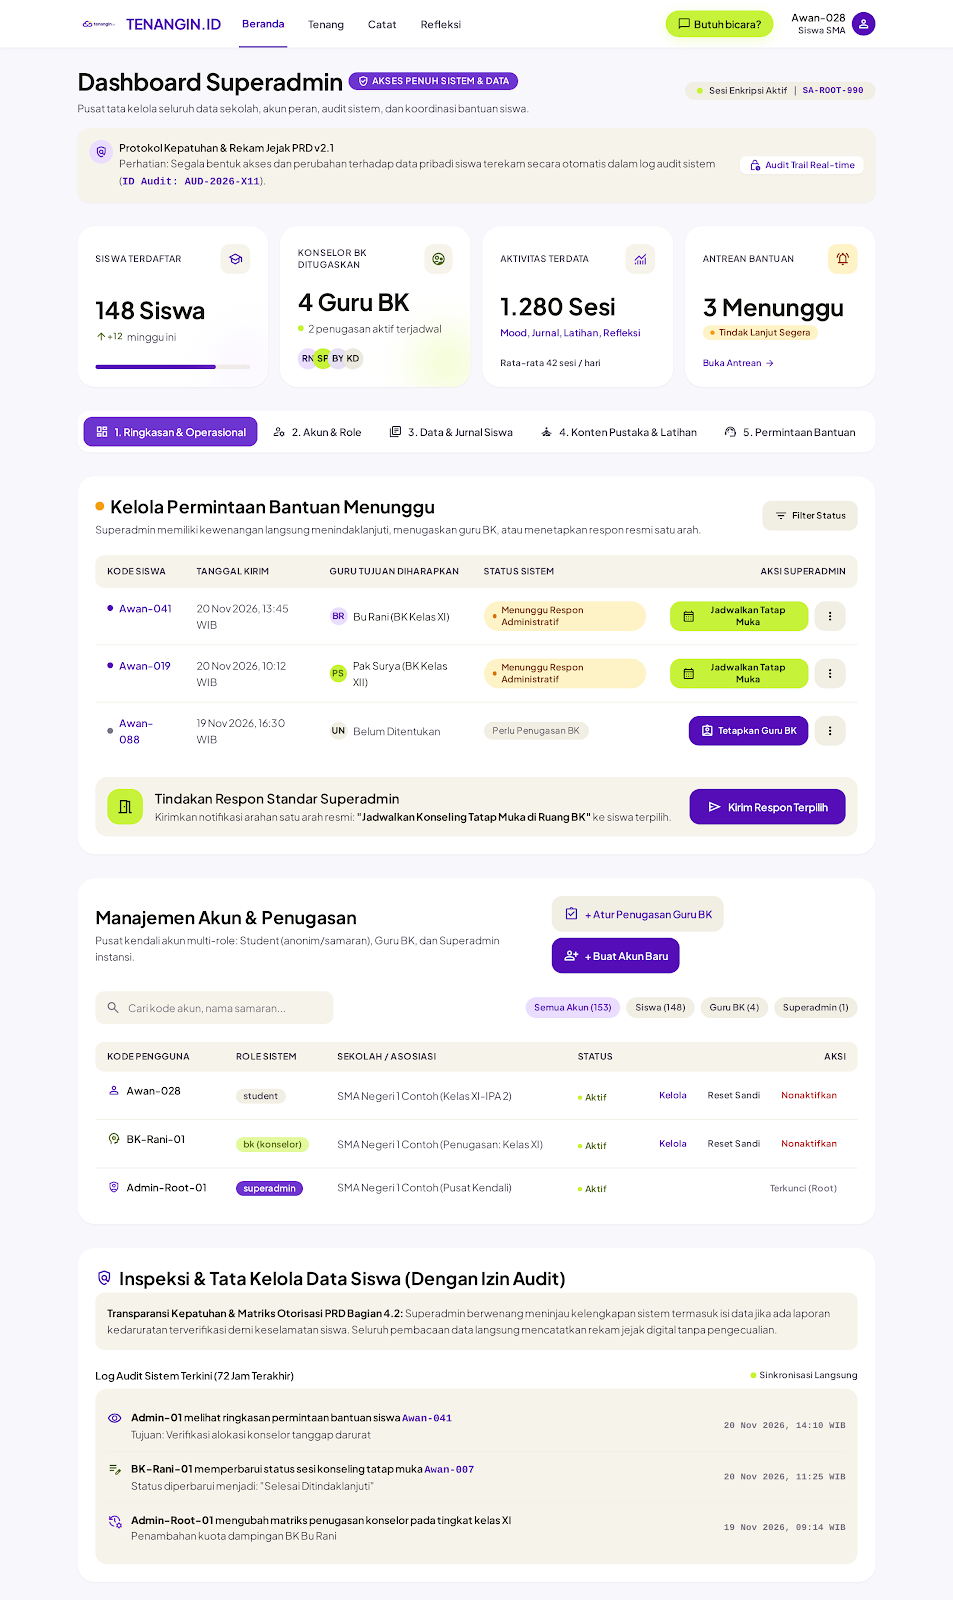 tenangin
TENANGIN.ID
Beranda
Tenang
Catat
Refleksi
Butuh bicara?
Awan-028
Siswa SMA
Dashboard Superadmin
AKSES PENUH SISTEM & DATA
Pusat tata kelola seluruh data sekolah, akun peran, audit sistem, dan koordinasi bantuan siswa.
Sesi Enkripsi Aktif | SA-ROOT-990
Protokol Kepatuhan & Rekam Jejak PRD v2.1
Perhatian: Segala bentuk akses dan perubahan terhadap data pribadi siswa terekam secara otomatis dalam log audit sistem
(ID Audit: AUD-2026-X11).
Audit Trail Real-time
SISWA TERDAFTAR
148 Siswa
+12 minggu ini
KONSELOR BK
DITUGASKAN
4 Guru BK
2 penugasan aktif terjadwal
RN SP BY KD
AKTIVITAS TERDATA
1.280 Sesi
Mood, Jurnal, Latihan, Refleksi
Rata-rata 42 sesi / hari
ANTREAN BANTUAN
3 Menunggu
Tindak Lanjut Segera
Buka Antrean →
1. Ringkasan & Operasional
2. Akun & Role
3. Data & Jurnal Siswa
4. Konten Pustaka & Latihan
5. Permintaan Bantuan
Kelola Permintaan Bantuan Menunggu
Superadmin memiliki kewenangan langsung menindaklanjuti, menugaskan guru BK, atau menetapkan respon resmi satu arah.
Filter Status
KODE SISWA
TANGGAL KIRIM
GURU TUJUAN DIHARAPKAN
STATUS SISTEM
AKSI SUPERADMIN
Awan-041
20 Nov 2026, 13:45
WIB
BR
Bu Rani (BK Kelas XI)
Menunggu Respon
Administratif
Jadwalkan Tatap
Muka
Awan-019
20 Nov 2026, 10:12
WIB
PS
Pak Surya (BK Kelas
XII)
Menunggu Respon
Administratif
Jadwalkan Tatap
Muka
Awan-
088
19 Nov 2026, 16:30
WIB
UN
Belum Ditentukan
Perlu Penugasan BK
Tetapkan Guru BK
Tindakan Respon Standar Superadmin
Kirimkan notifikasi arahan satu arah resmi: "Jadwalkan Konseling Tatap Muka di Ruang BK" ke siswa terpilih.
Kirim Respon Terpilih
Manajemen Akun & Penugasan
Pusat kendali akun multi-role: Student (anonim/samaran), Guru BK, dan Superadmin
instansi.
+ Atur Penugasan Guru BK
+ Buat Akun Baru
Cari kode akun, nama samaran...
Semua Akun (153)
Siswa (148)
Guru BK (4)
Superadmin (1)
KODE PENGGUNA
ROLE SISTEM
SEKOLAH / ASOSIASI
STATUS
AKSI
Awan-028
student
SMA Negeri 1 Contoh (Kelas XI-IPA 2)
Aktif
Kelola
Reset Sandi
Nonaktifkan
BK-Rani-01
bk (konselor)
SMA Negeri 1 Contoh (Penugasan: Kelas XI)
Aktif
Kelola
Reset Sandi
Nonaktifkan
Admin-Root-01
superadmin
SMA Negeri 1 Contoh (Pusat Kendali)
Aktif
Terkunci (Root)
Inspeksi & Tata Kelola Data Siswa (Dengan Izin Audit)
Transparansi Kepatuhan & Matriks Otorisasi PRD Bagian 4.2: Superadmin berwenang meninjau kelengkapan sistem termasuk isi data jika ada laporan
kedaruratan terverifikasi demi keselamatan siswa. Seluruh pembacaan data langsung mencatatkan rekam jejak digital tanpa pengecualian.
Log Audit Sistem Terkini (72 Jam Terakhir)
Sinkronisasi Langsung
Admin-01 melihat ringkasan permintaan bantuan siswa Awan-041
Tujuan: Verifikasi alokasi konselor tanggap darurat
20 Nov 2026, 14:10 WIB
BK-Rani-01 memperbarui status sesi konseling tatap muka Awan-007
Status diperbarui menjadi: "Selesai Ditindaklanjuti"
20 Nov 2026, 11:25 WIB
Admin-Root-01 mengubah matriks penugasan konselor pada tingkat kelas XI
Penambahan kuota dampingan BK Bu Rani
19 Nov 2026, 09:14 WIB